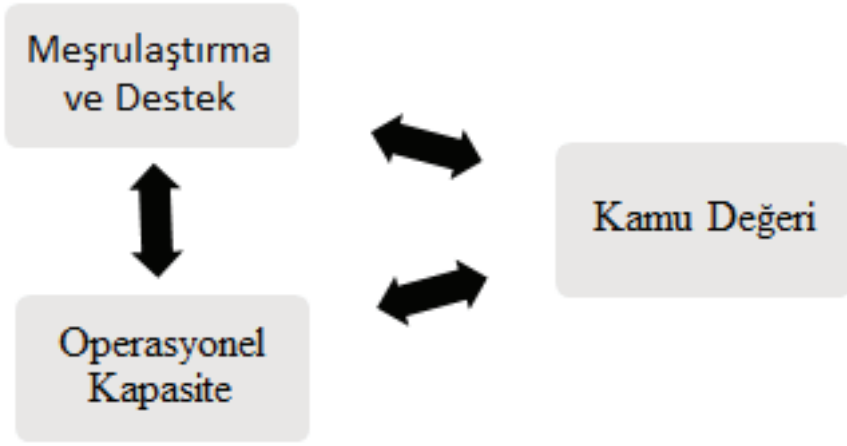 Meşrulaştırma
ve Destek
Kamu Değeri
Operasyonel
Kapasite